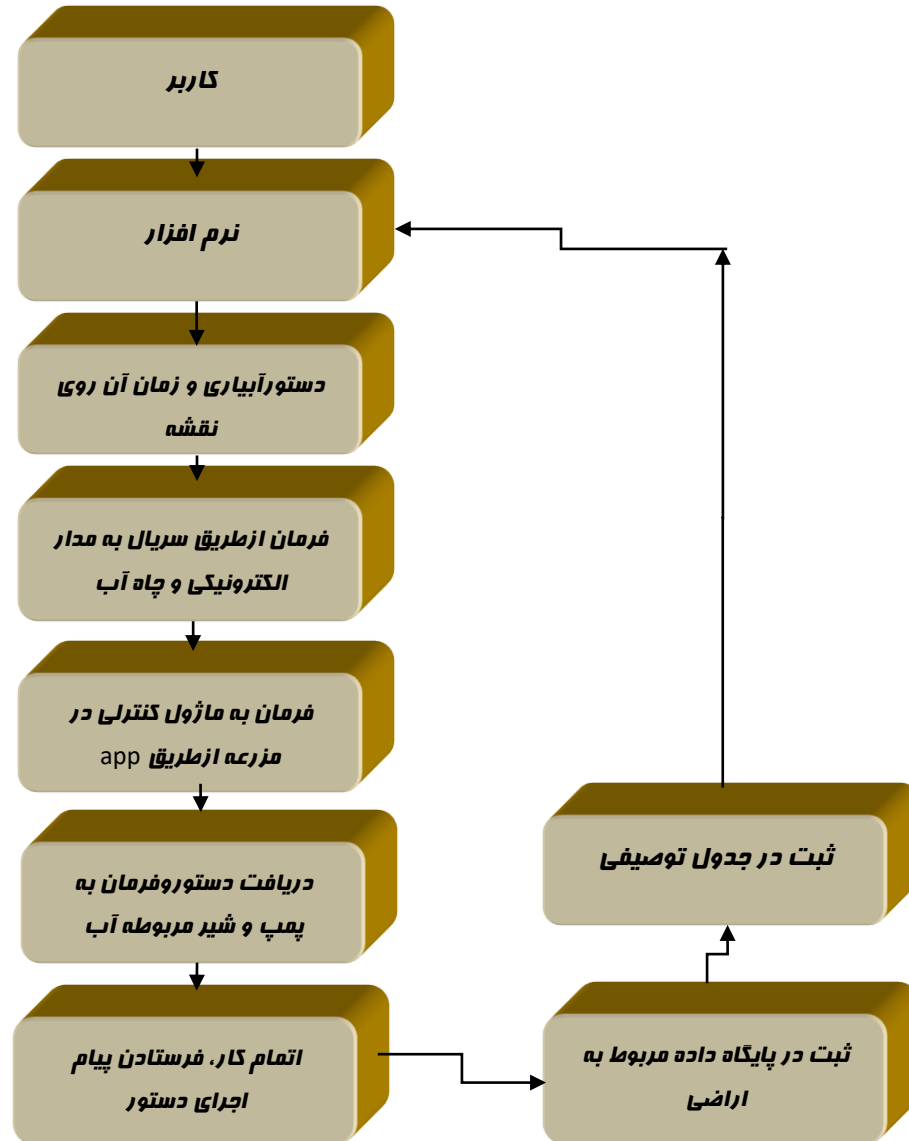 کاربر
نرم افزار
دستورآبیاری و زمان آن روی
نقشه
فرمان ازطریق سریال به مدار
الکترونیکی و چاه آب
فرمان به ماژول کنترلی در
مزرعه ازطریق app
دریافت دستوروفرمان به
پمپ و شیر مربوطه آب
اتمام کار، فرستادن پیام
اجرای دستور
ثبت در پایگاه داده مربوط به
اراضی
ثبت در جدول توصیفی